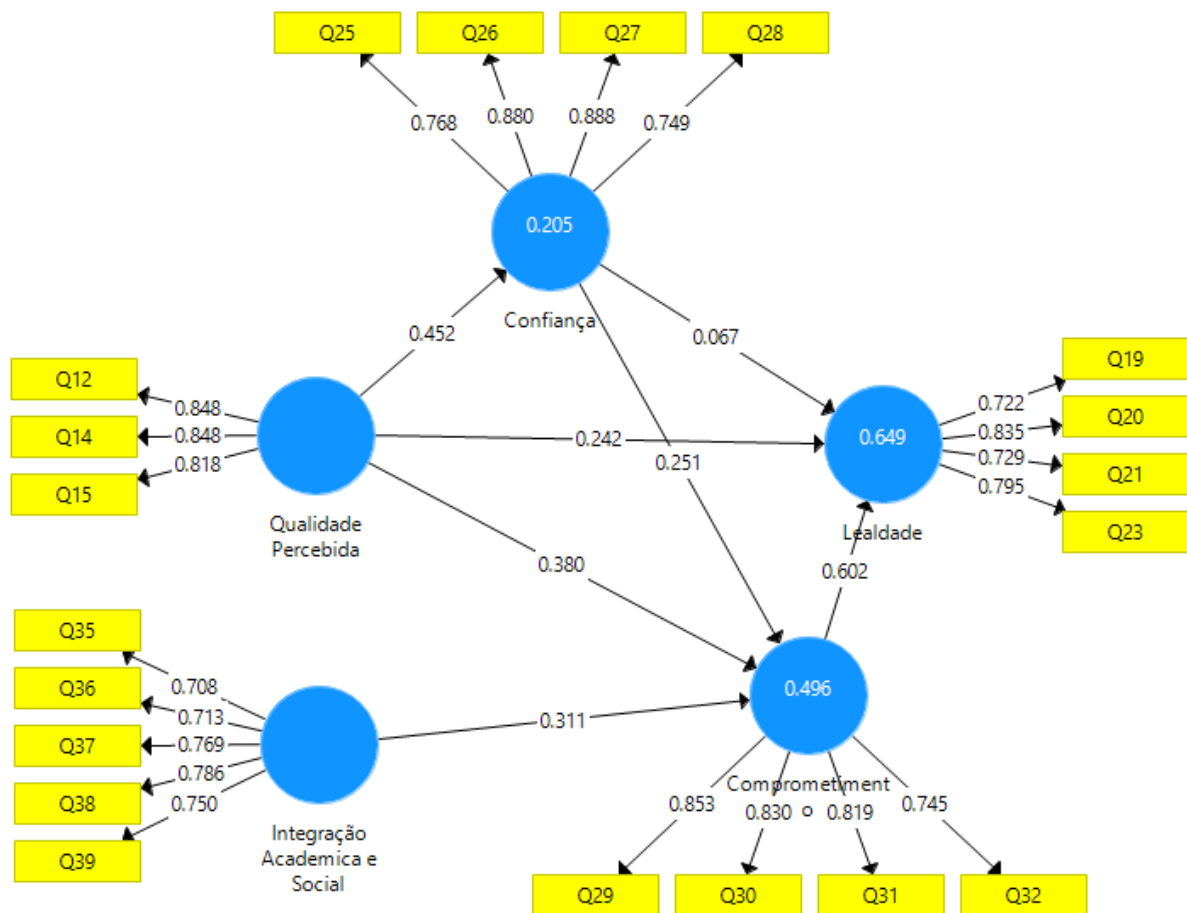 Q25
Q26
Q27
Q28
0.768
0.880
0.888
0.749
0.205
Confiança
0.452
0.067
Q12
Q14
Q15
0.848
0.848
0.818
Qualidade
Percebida
0.242
0.251
0.380
0.649
Lealdade
0.722
0.835
0.729
0.795
Q19
Q20
Q21
Q23
0.602
Q35
Q36
Q37
Q38
Q39
0.708
0.713
0.769
0.786
0.750
Integração
Academica e
Social
0.311
0.496
Comprometiment
o
0.853
0.830
0.819
0.745
Q29
Q30
Q31
Q32